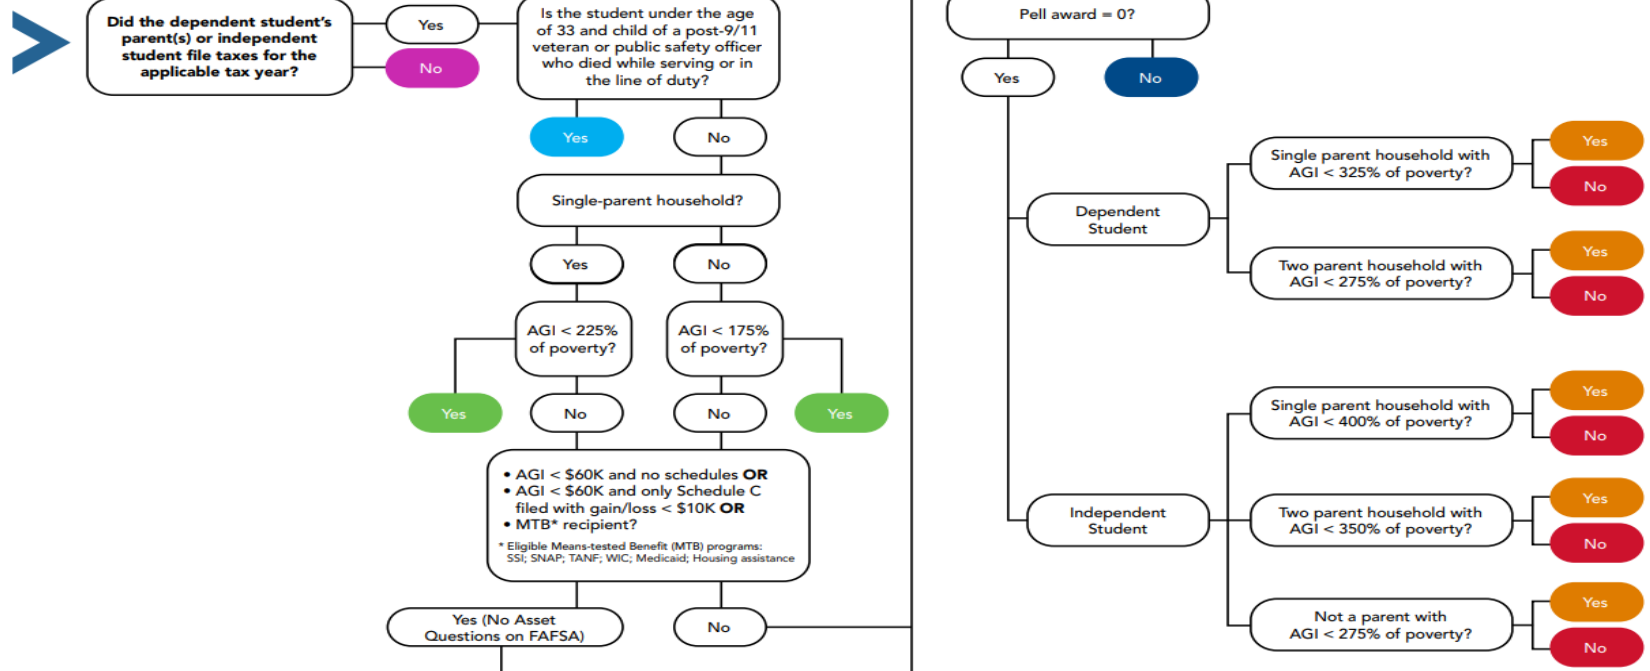 Did the dependent student's
parent(s) or independent
student file taxes for the
applicable tax year?
Yes
No
Is the student under the age
of 33 and child of a post-9/11
veteran or public safety officer
who died while serving or in
the line of duty?
Yes
No
Single-parent household?
Yes
No
AGI < 225%
of poverty?
AGI < 175%
of poverty?
Yes
No
No
Yes
• AGI < $60K and no schedules OR
• AGI < $60K and only Schedule C
filed with gain/loss < $10K OR
• MTB* recipient?
* Eligible Means-tested Benefit (MTB) programs:
SSI; SNAP; TANF; WIC; Medicaid; Housing assistance
Yes (No Asset
Questions on FAFSA)
No
Pell award = 0?
Yes
No
Dependent
Student
Single parent household with
AGI < 325% of poverty?
Yes
No
Two parent household with
AGI < 275% of poverty?
Yes
No
Independent
Student
Single parent household with
AGI < 400% of poverty?
Yes
No
Two parent household with
AGI < 350% of poverty?
Yes
No
Not a parent with
AGI < 275% of poverty?
Yes
No